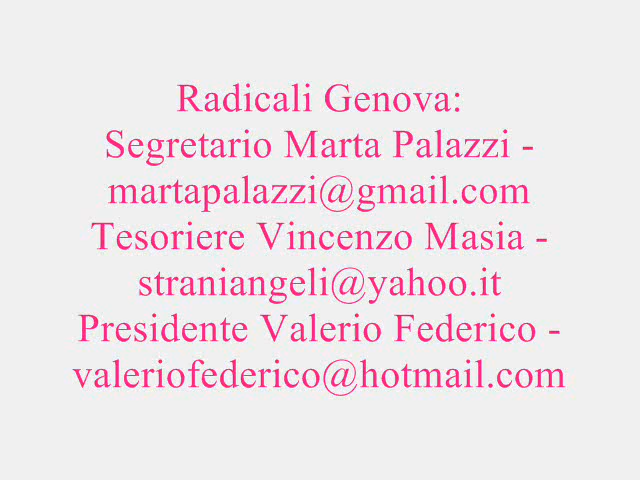 Radicali Genova:
Segretario Marta Palazzi -
martapalazzi@gmail.com
Tesoriere Vincenzo Masia -
straniangeli@yahoo.it
Presidente Valerio Federico -
valeriofederico@hotmail.com